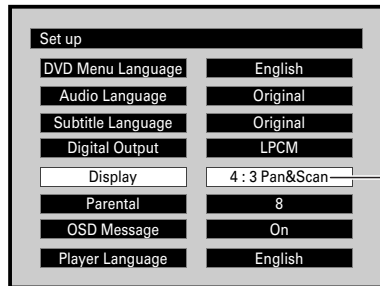 Set up
DVD Menu Language English
Audio Language Original
Subtitle Language Original
Digital Output LPCM
Display 4 : 3 Pan&Scan
Parental 8
OSD Message On
Player Language English